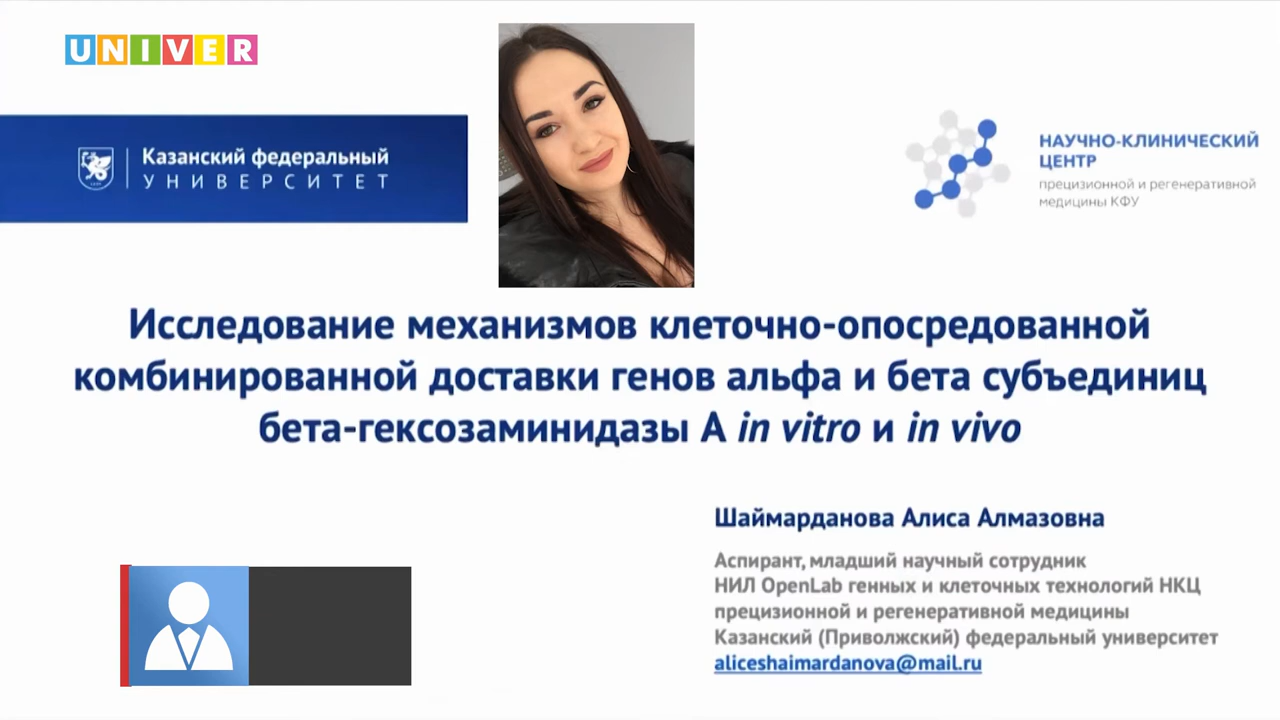 UNIVER
Казанский федеральный
УНИВЕРСИТЕТ
НАУЧНО-КЛИНИЧЕСКИЙ
ЦЕНТР
прецизионной и регенеративной
медицины КФУ
Исследование механизмов клеточно-опосредованной
комбинированной доставки генов альфа и бета субъединиц
бета-гексозаминидазы А in vitro и in vivo
Шаймарданова Алиса Алмазовна
Аспирант, младший научный сотрудник
НИЛ OpenLab генных и клеточных технологий НКЦ
прецизионной и регенеративной медицины
Казанский (Приволжский) федеральный университет
aliceshaimardanova@mail.ru